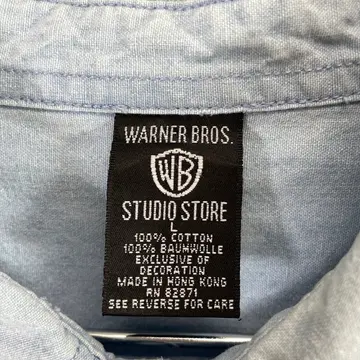 WARNER BROS.
WB
STUDIO STORE
L
100% COTTON
100% BAUMWOLLE
EXCLUSIVE OF
DECORATION
MADE IN HONG KONG
RN 82871
SEE REVERSE FOR CARE